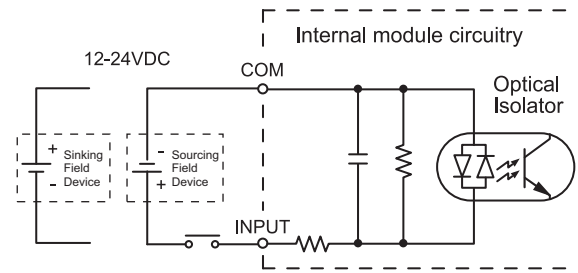 Internal module circuitry
12-24VDC
COM
Optical
Isolator
+ Sinking
Field
- Device
- Sourcing
Field
+ Device
INPUT